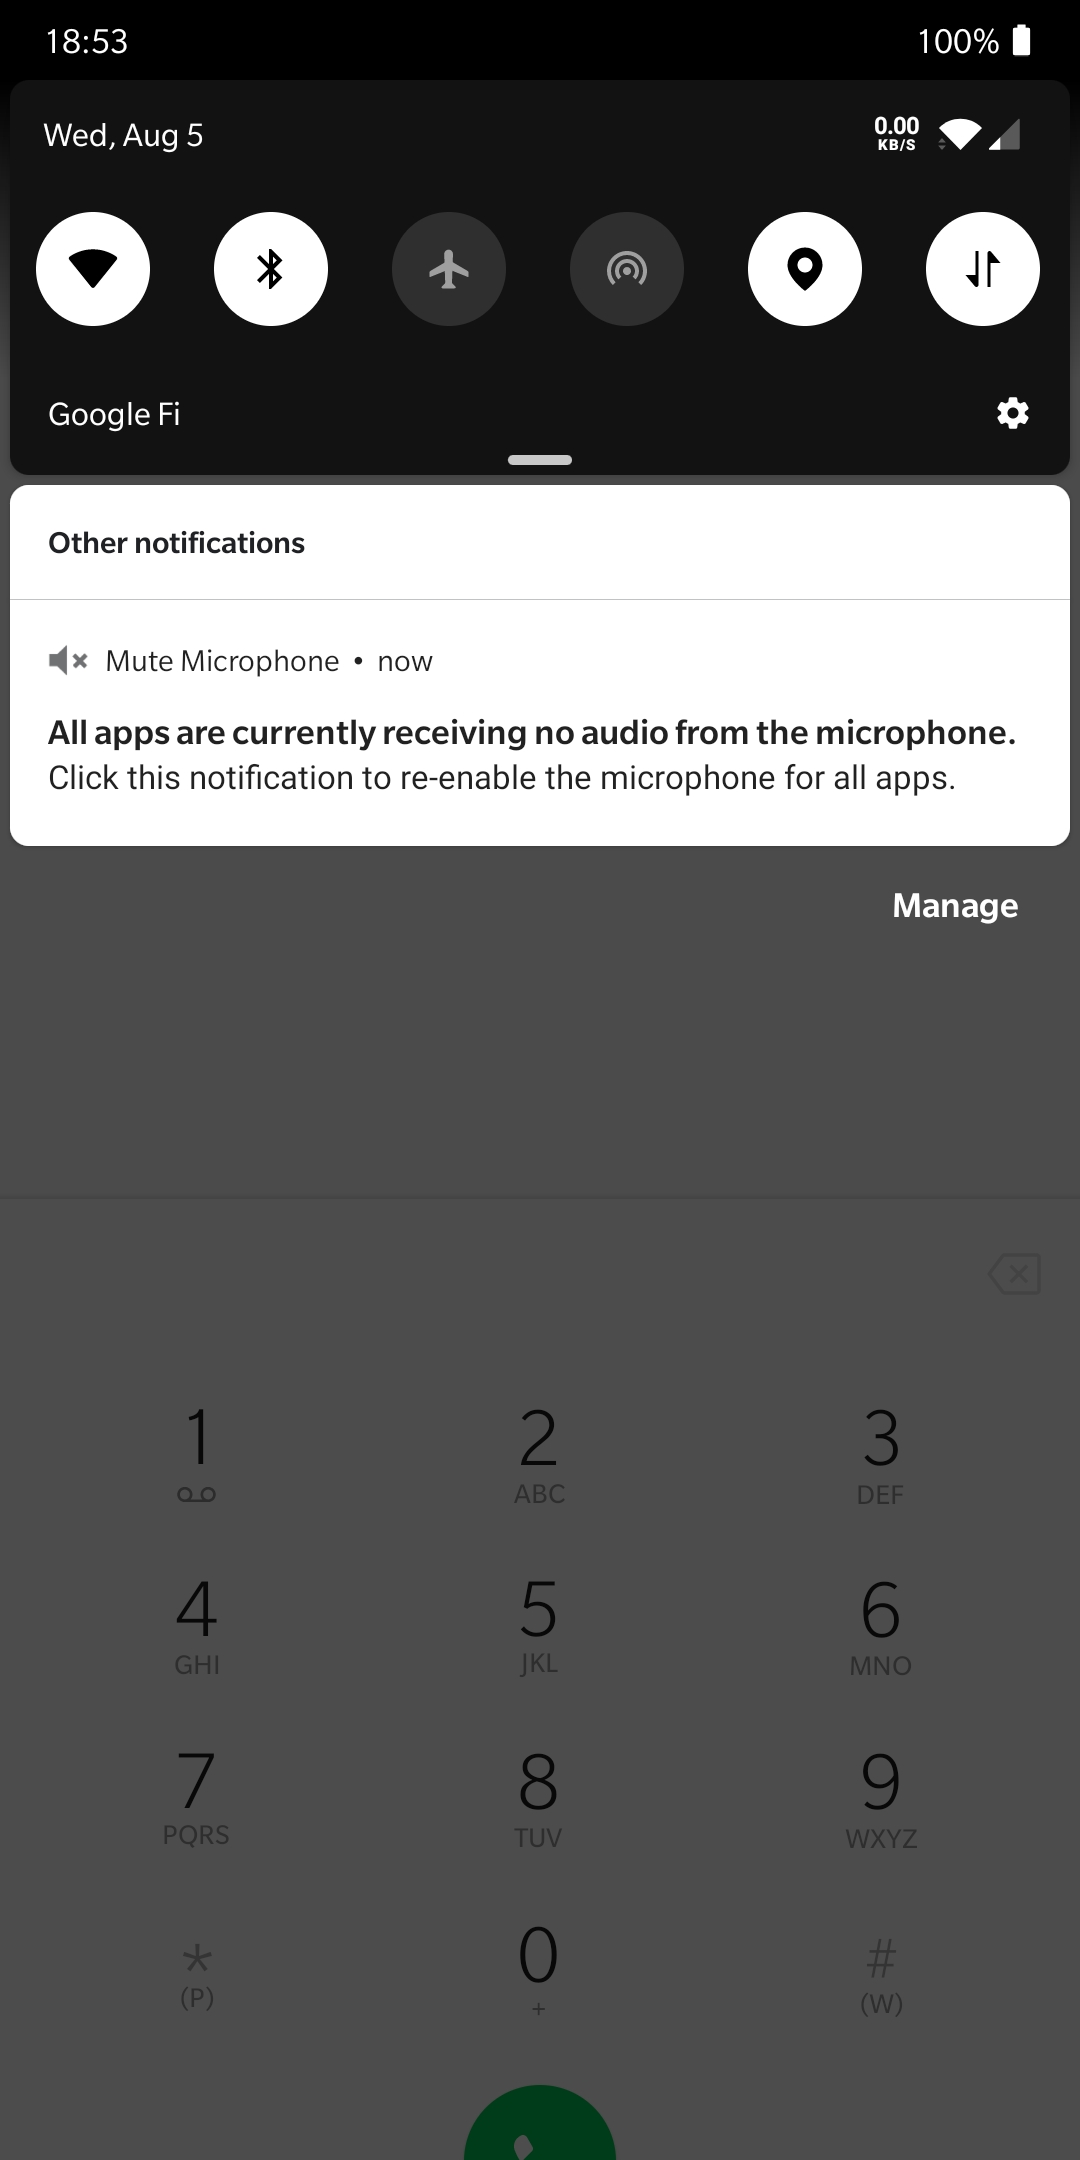 18:53
100%
Wed, Aug 5
0.00
KB/S
Google Fi
Other notifications
Mute Microphone • now
All apps are currently receiving no audio from the microphone.
Click this notification to re-enable the microphone for all apps.
Manage
1 2 3
ABC DEF
4 5 6
GHI JKL MNO
7 8 9
PQRS TUV WXYZ
* 0 #
(P) + (W)